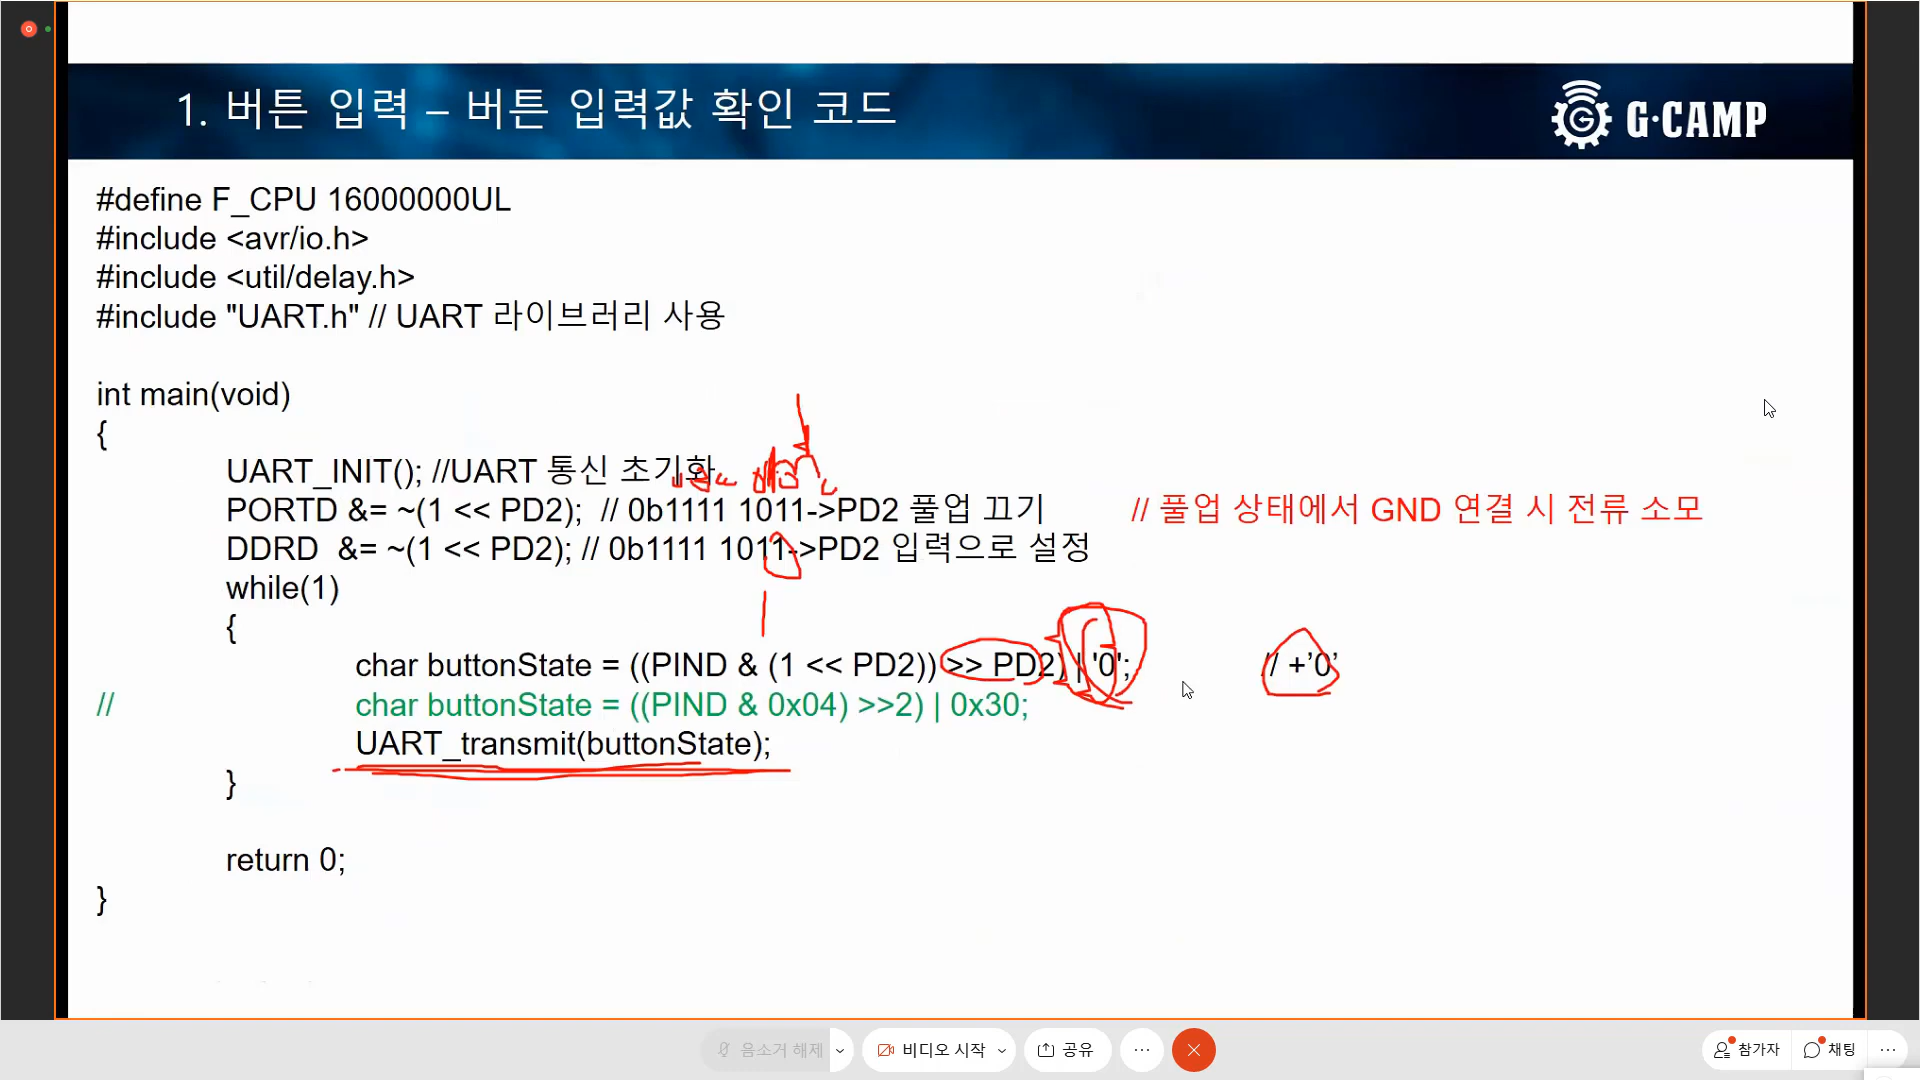 1. 버튼 입력 – 버튼 입력값 확인 코드
G·CAMP
#define F_CPU 16000000UL
#include <avr/io.h>
#include <util/delay.h>
#include "UART.h" // UART 라이브러리 사용
int main(void)
{
UART_INIT(); //UART 통신 초기화
PORTD &= ~(1 << PD2); // 0b1111 1011->PD2 풀업 끄기 // 풀업 상태에서 GND 연결 시 전류 소모
DDRD &= ~(1 << PD2); // 0b1111 1011->PD2 입력으로 설정
while(1)
{
char buttonState = ((PIND & (1 << PD2)) >> PD2) | '0'; // +’0’
// char buttonState = ((PIND & 0x04) >>2) | 0x30;
UART_transmit(buttonState);
}
return 0;
}
음소거 해제 비디오 시작 공유 ... 참가자 채팅 ...